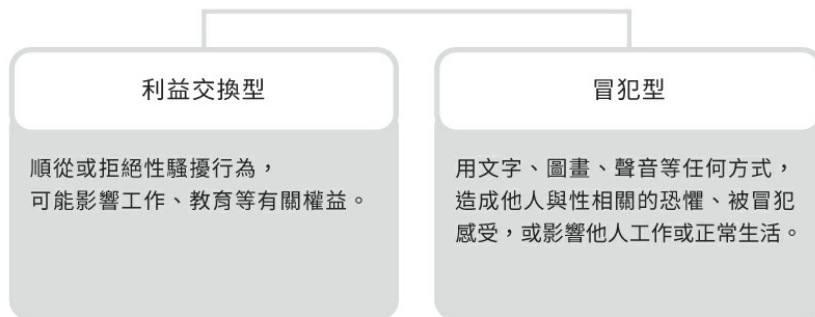 利益交換型
順從或拒絕性騷擾行為，
可能影響工作、教育等有關權益。
冒犯型
用文字、圖畫、聲音等任何方式，
造成他人與性相關的恐懼、被冒犯
感受，或影響他人工作或正常生活。